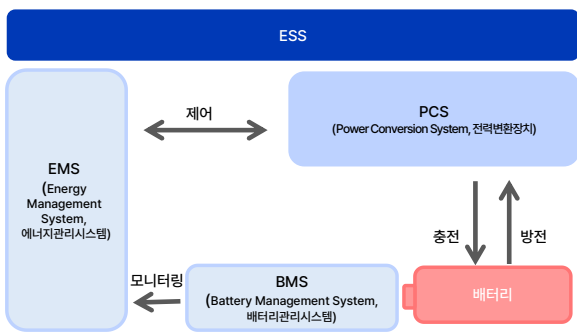 ESS
제어
PCS
(Power Conversion System, 전력변환장치)
EMS
(Energy
Management
System,
에너지관리시스템)
충전
방전
모니터링
BMS
(Battery Management System,
배터리관리시스템)
배터리